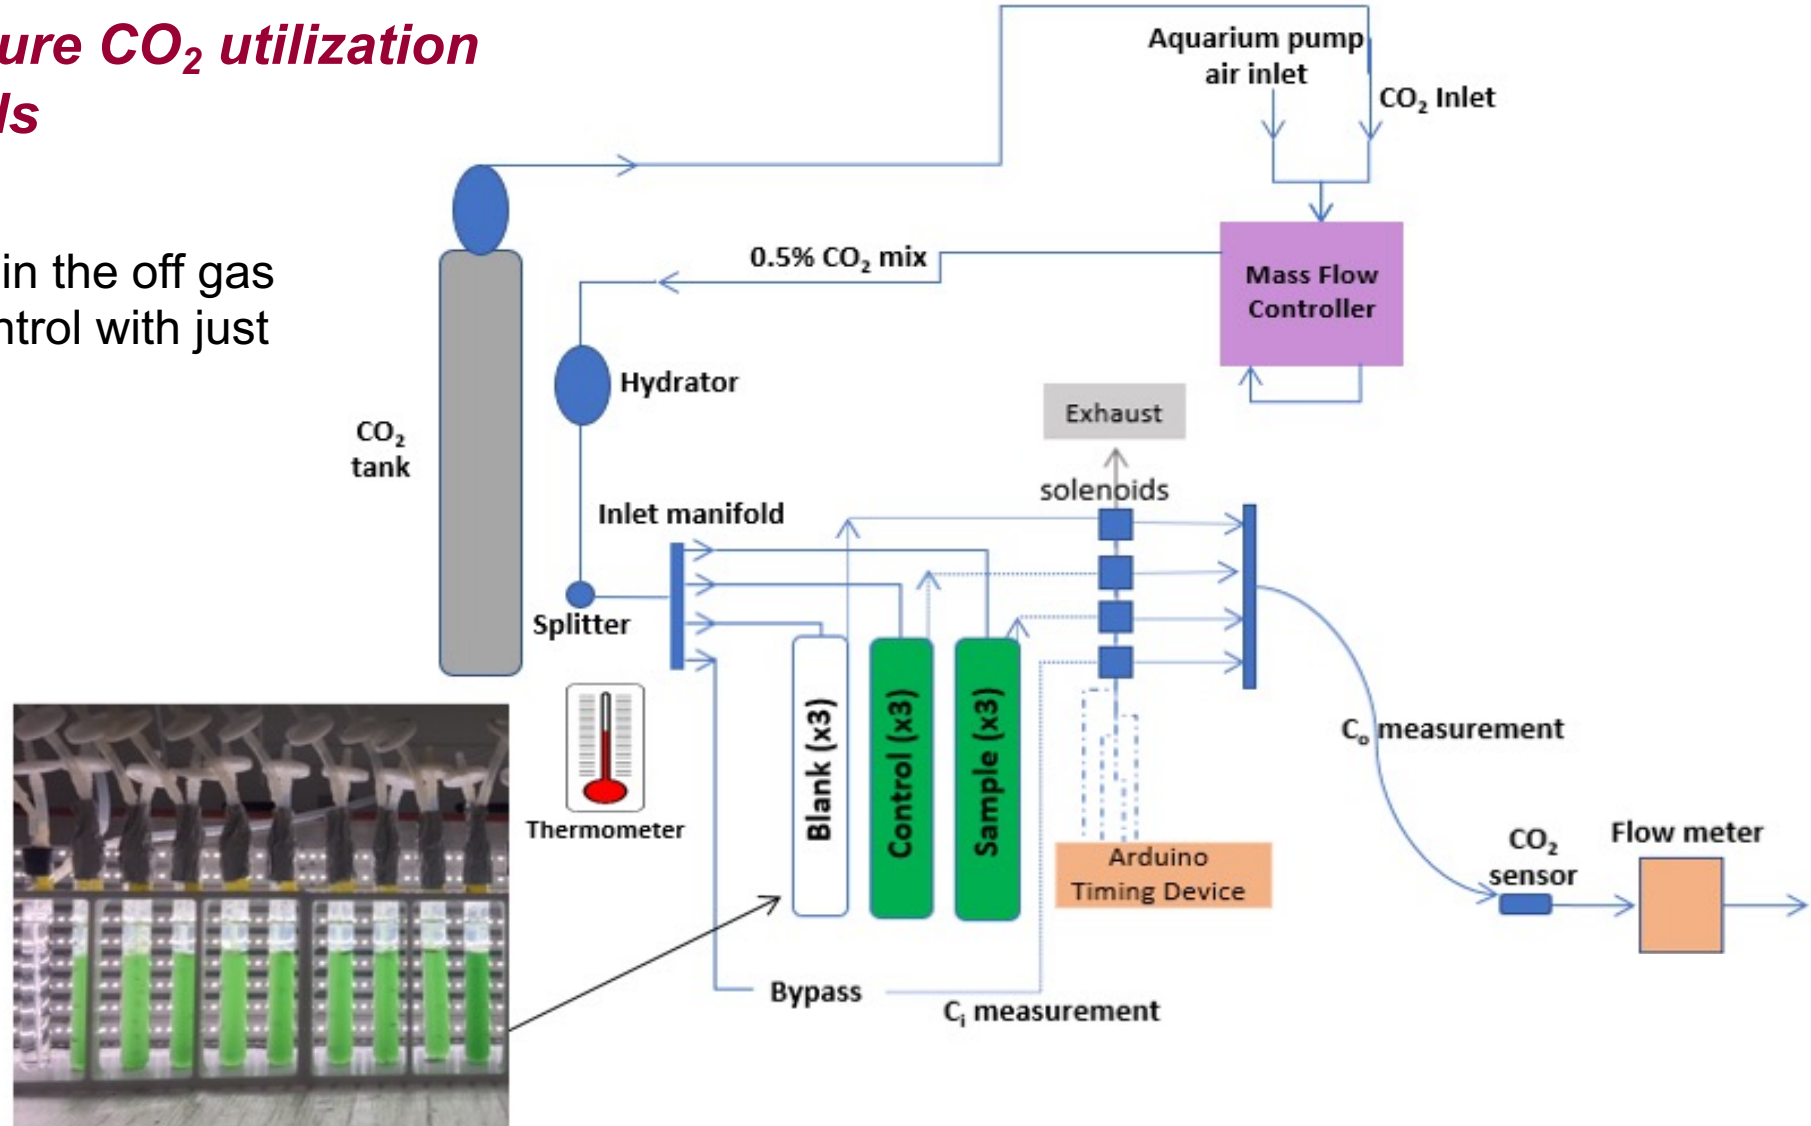 ure CO₂ utilization
ls
in the off gas
ntrol with just
Aquarium pump
air inlet
CO₂ Inlet
0.5% CO₂ mix
Mass Flow
Controller
Hydrator
Exhaust
CO₂
tank
solenoids
Inlet manifold
Splitter
Blank (x3)
Control (x3)
Sample (x3)
Thermometer
Cₒ measurement
Arduino
Timing Device
CO₂
sensor
Flow meter
Bypass
Cᵢ measurement